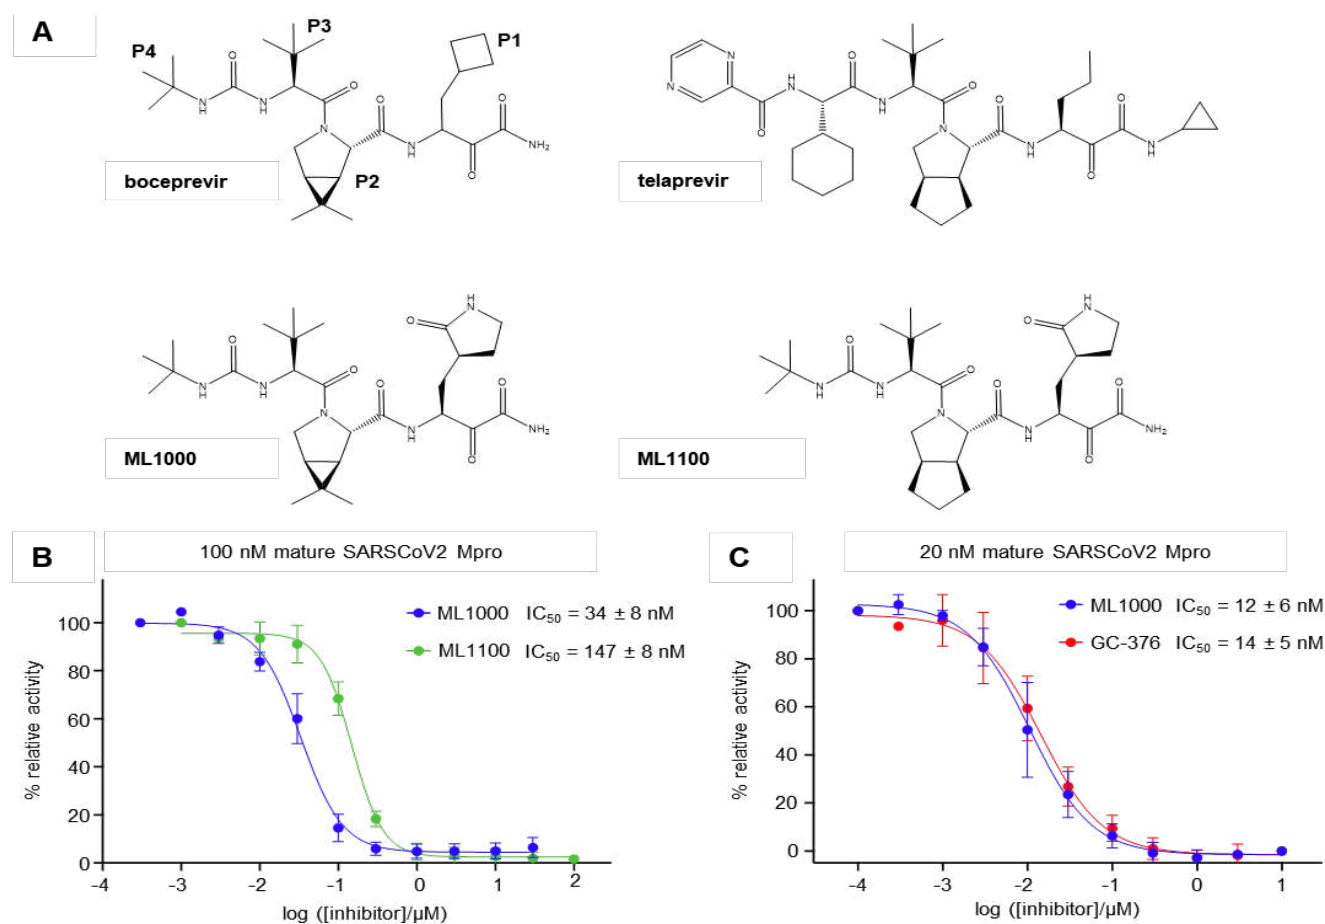 A
P4
P3
P1
O
O
O
O
N
H
N
H
N
N
H
NH₂
O
P2
boceprevir
N
N
O
H
N
O
N
H
O
N
O
N
H
O
O
N
H
telaprevir
H
N
O
O
O
O
O
N
H
N
H
N
N
H
NH₂
O
ML1000
H
N
O
O
O
O
O
N
H
N
H
N
N
H
NH₂
O
ML1100
B
100 nM mature SARSCoV2 Mpro
ML1000 IC₅₀ = 34 ± 8 nM
ML1100 IC₅₀ = 147 ± 8 nM
% relative activity
100
80
60
40
20
0
−4 −3 −2 −1 0 1 2
log ([inhibitor]/µM)
C
20 nM mature SARSCoV2 Mpro
ML1000 IC₅₀ = 12 ± 6 nM
GC-376 IC₅₀ = 14 ± 5 nM
% relative activity
100
80
60
40
20
0
−4 −3 −2 −1 0 1
log ([inhibitor]/µM)